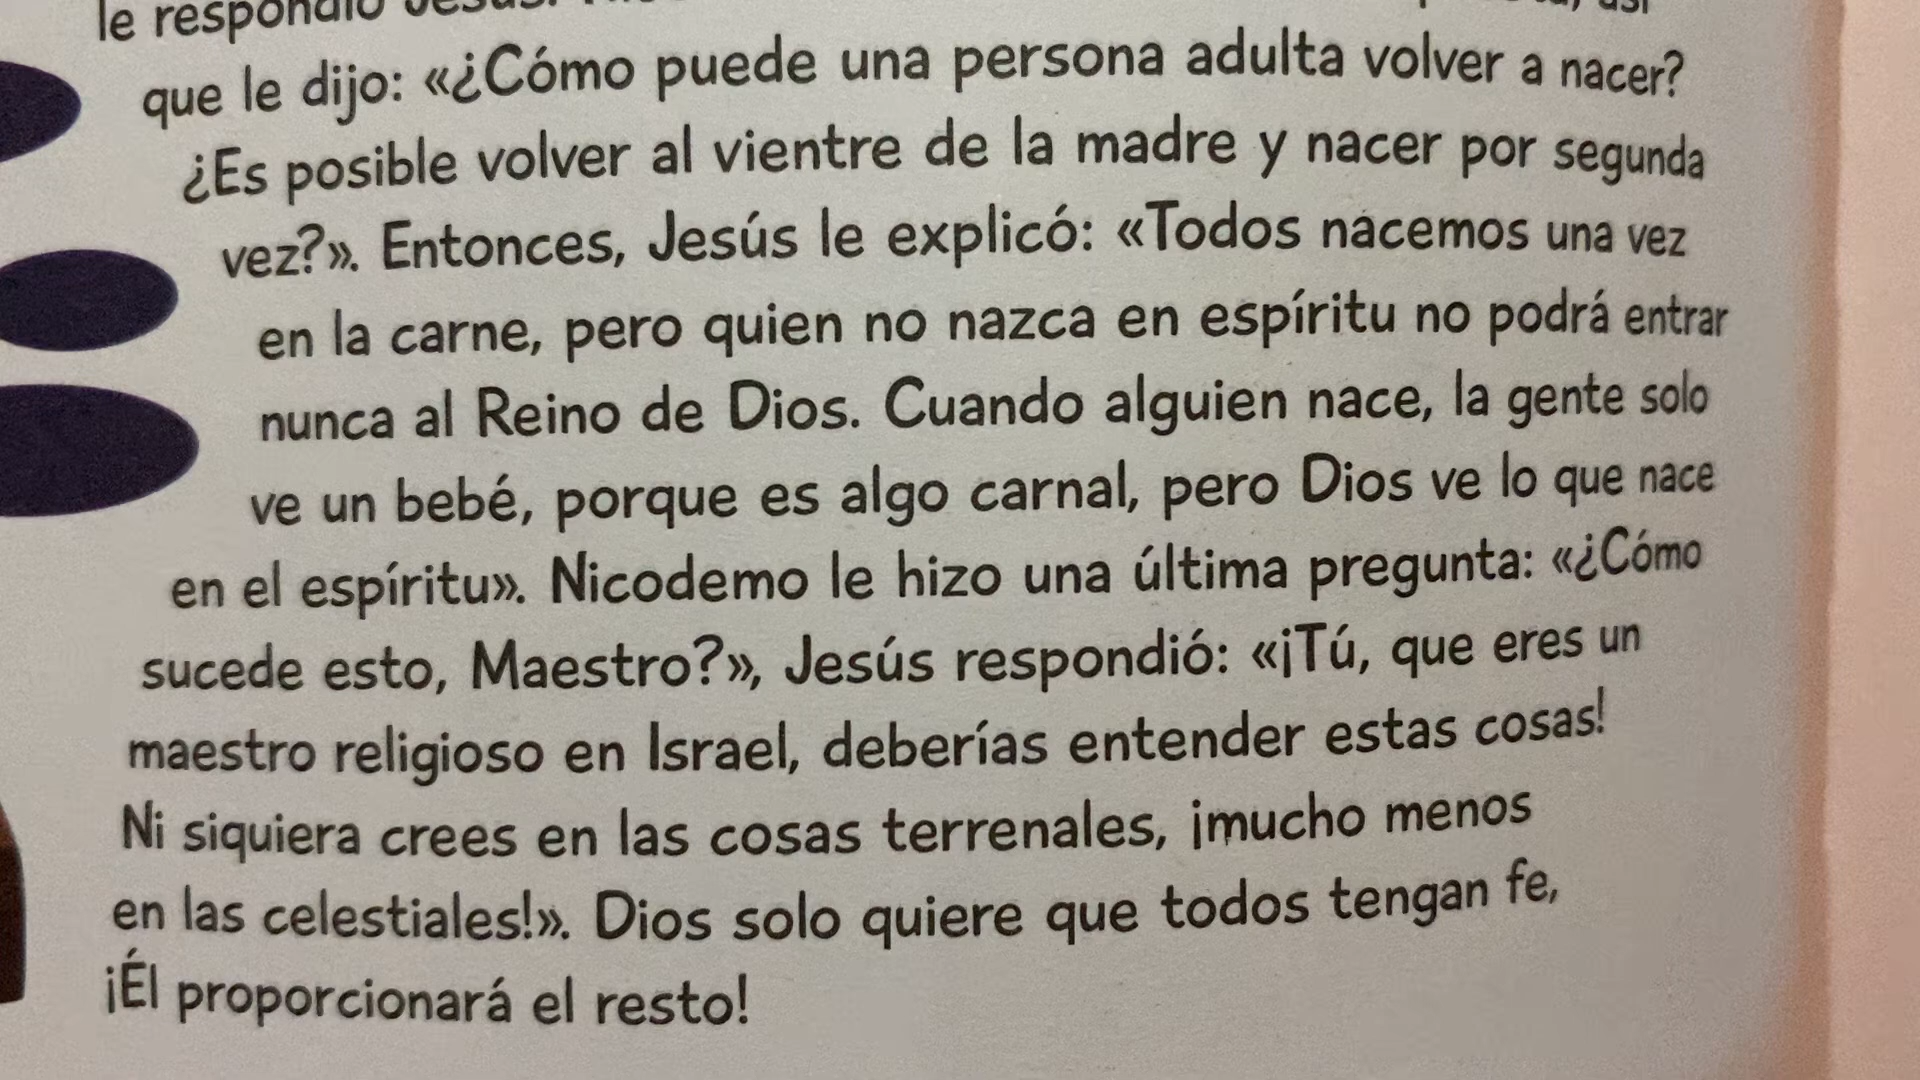 le respondió Jesús.
que le dijo: «¿Cómo puede una persona adulta volver a nacer?
¿Es posible volver al vientre de la madre y nacer por segunda
vez?». Entonces, Jesús le explicó: «Todos nacemos una vez
en la carne, pero quien no nazca en espíritu no podrá entrar
nunca al Reino de Dios. Cuando alguien nace, la gente solo
ve un bebé, porque es algo carnal, pero Dios ve lo que nace
en el espíritu». Nicodemo le hizo una última pregunta: «¿Cómo
sucede esto, Maestro?», Jesús respondió: «¡Tú, que eres un
maestro religioso en Israel, deberías entender estas cosas!
Ni siquiera crees en las cosas terrenales, ¡mucho menos
en las celestiales!». Dios solo quiere que todos tengan fe,
¡Él proporcionará el resto!